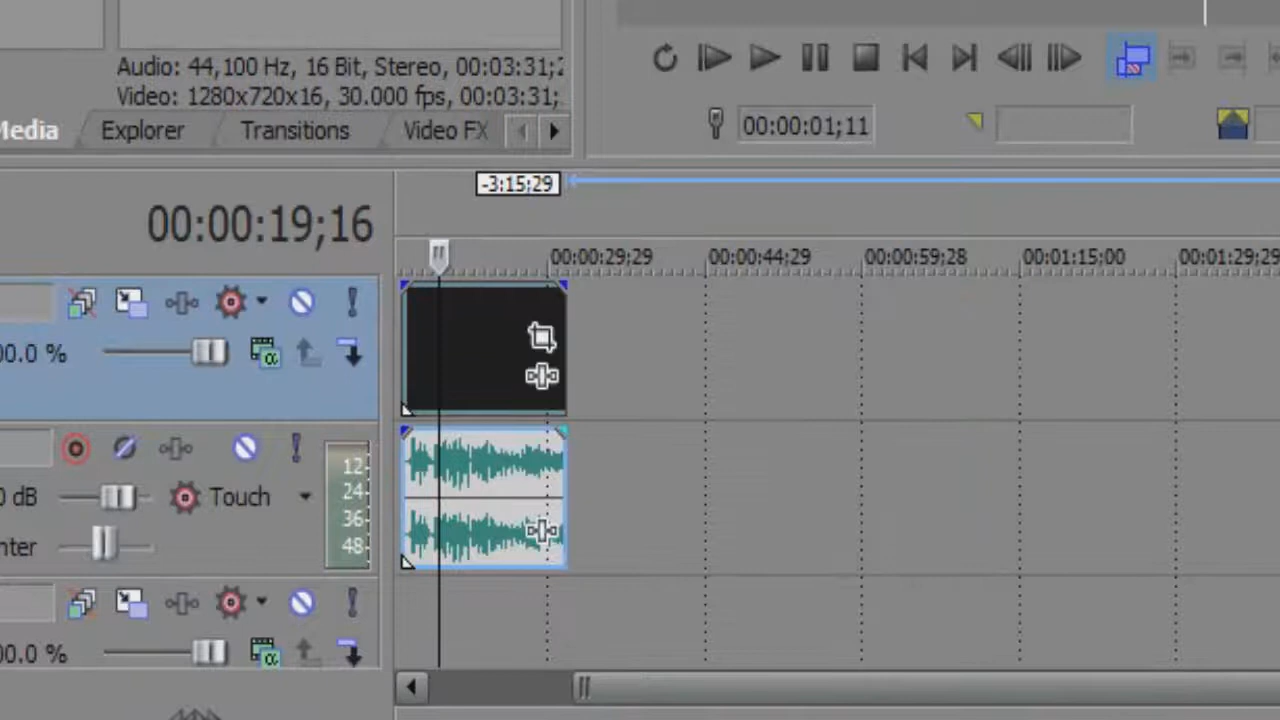 Audio: 44,100 Hz, 16 Bit, Stereo, 00:03:31;2
Video: 1280x720x16, 30.000 fps, 00:03:31;
Media
Explorer
Transitions
Video FX
00:00:01;11
-3:15;29
00:00:19;16
00:00:29;29
00:00:44;29
00:00:59;28
00:01:15;00
00:01:29;29
00.0 %
12
24
36
48
0 dB
Touch
nter
00.0 %